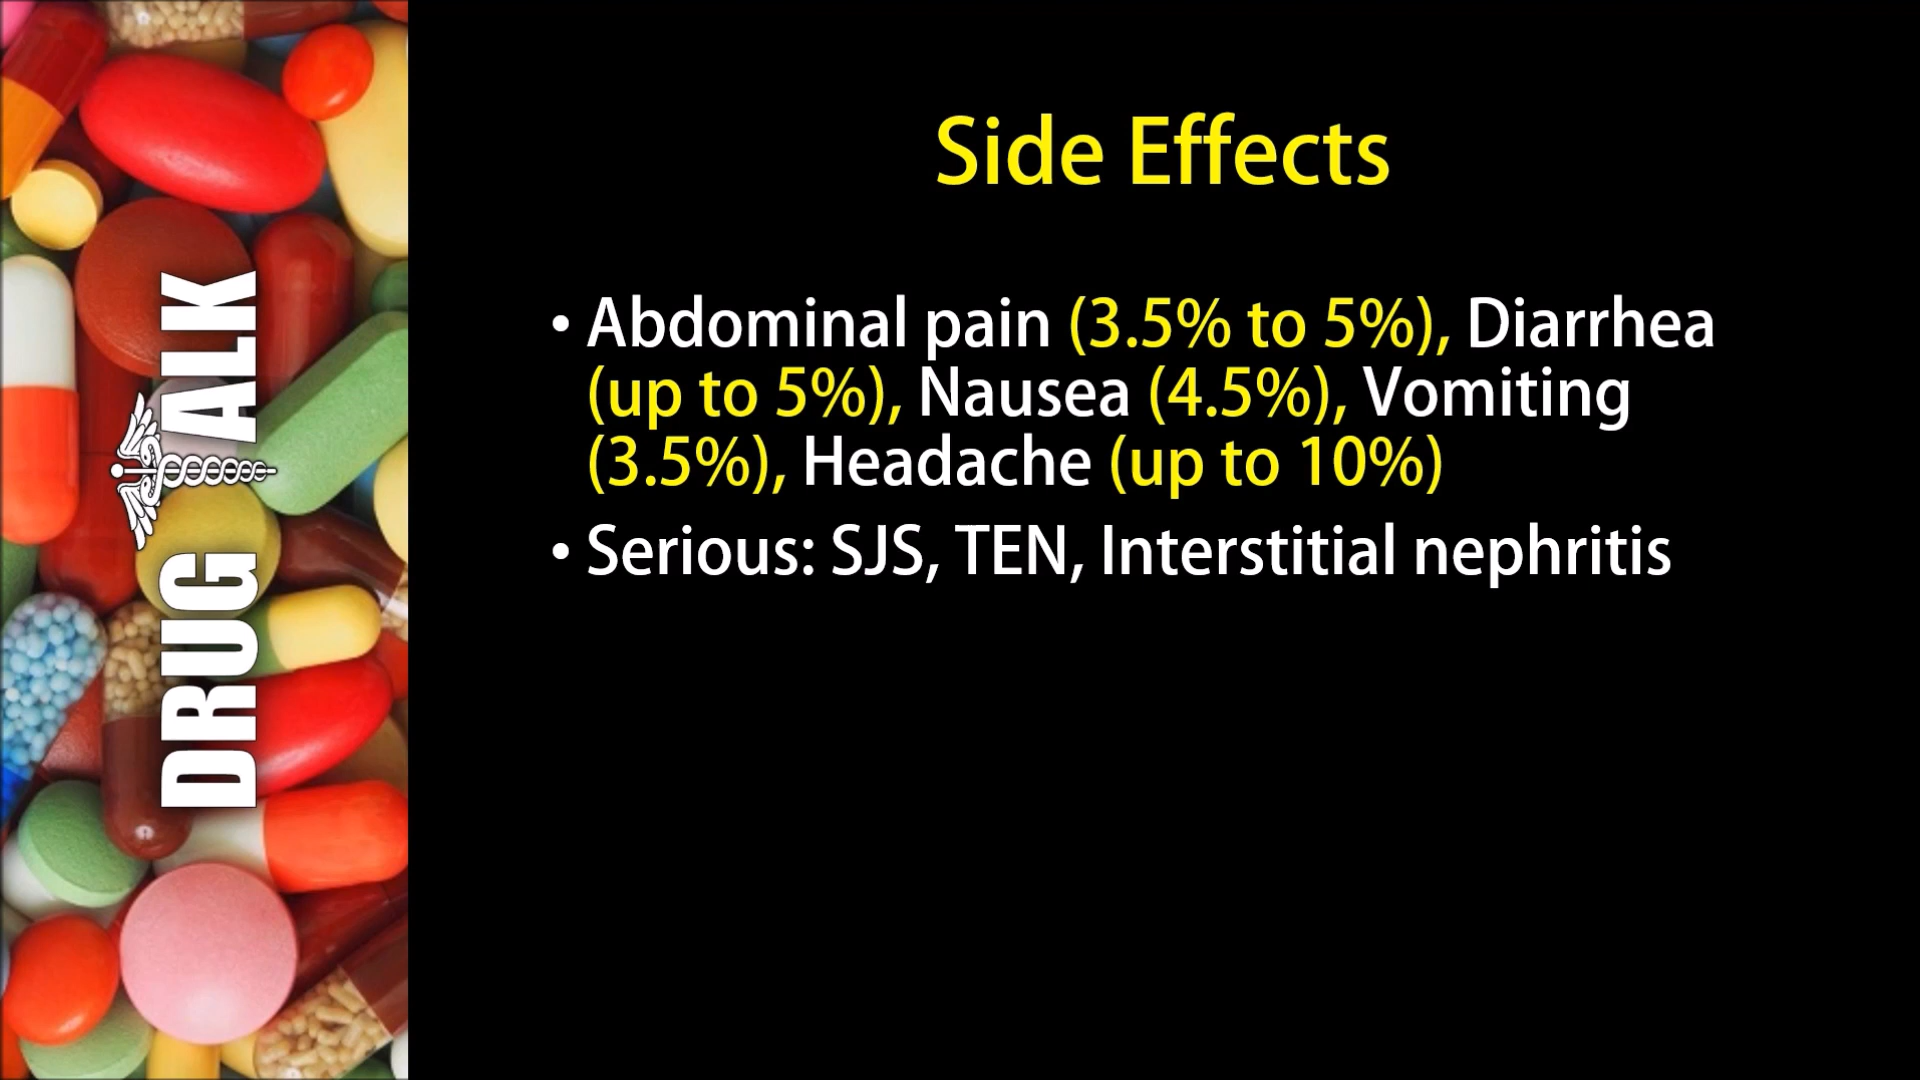 DRUG ALK
Side Effects
• Abdominal pain (3.5% to 5%), Diarrhea
(up to 5%), Nausea (4.5%), Vomiting
(3.5%), Headache (up to 10%)
• Serious: SJS, TEN, Interstitial nephritis